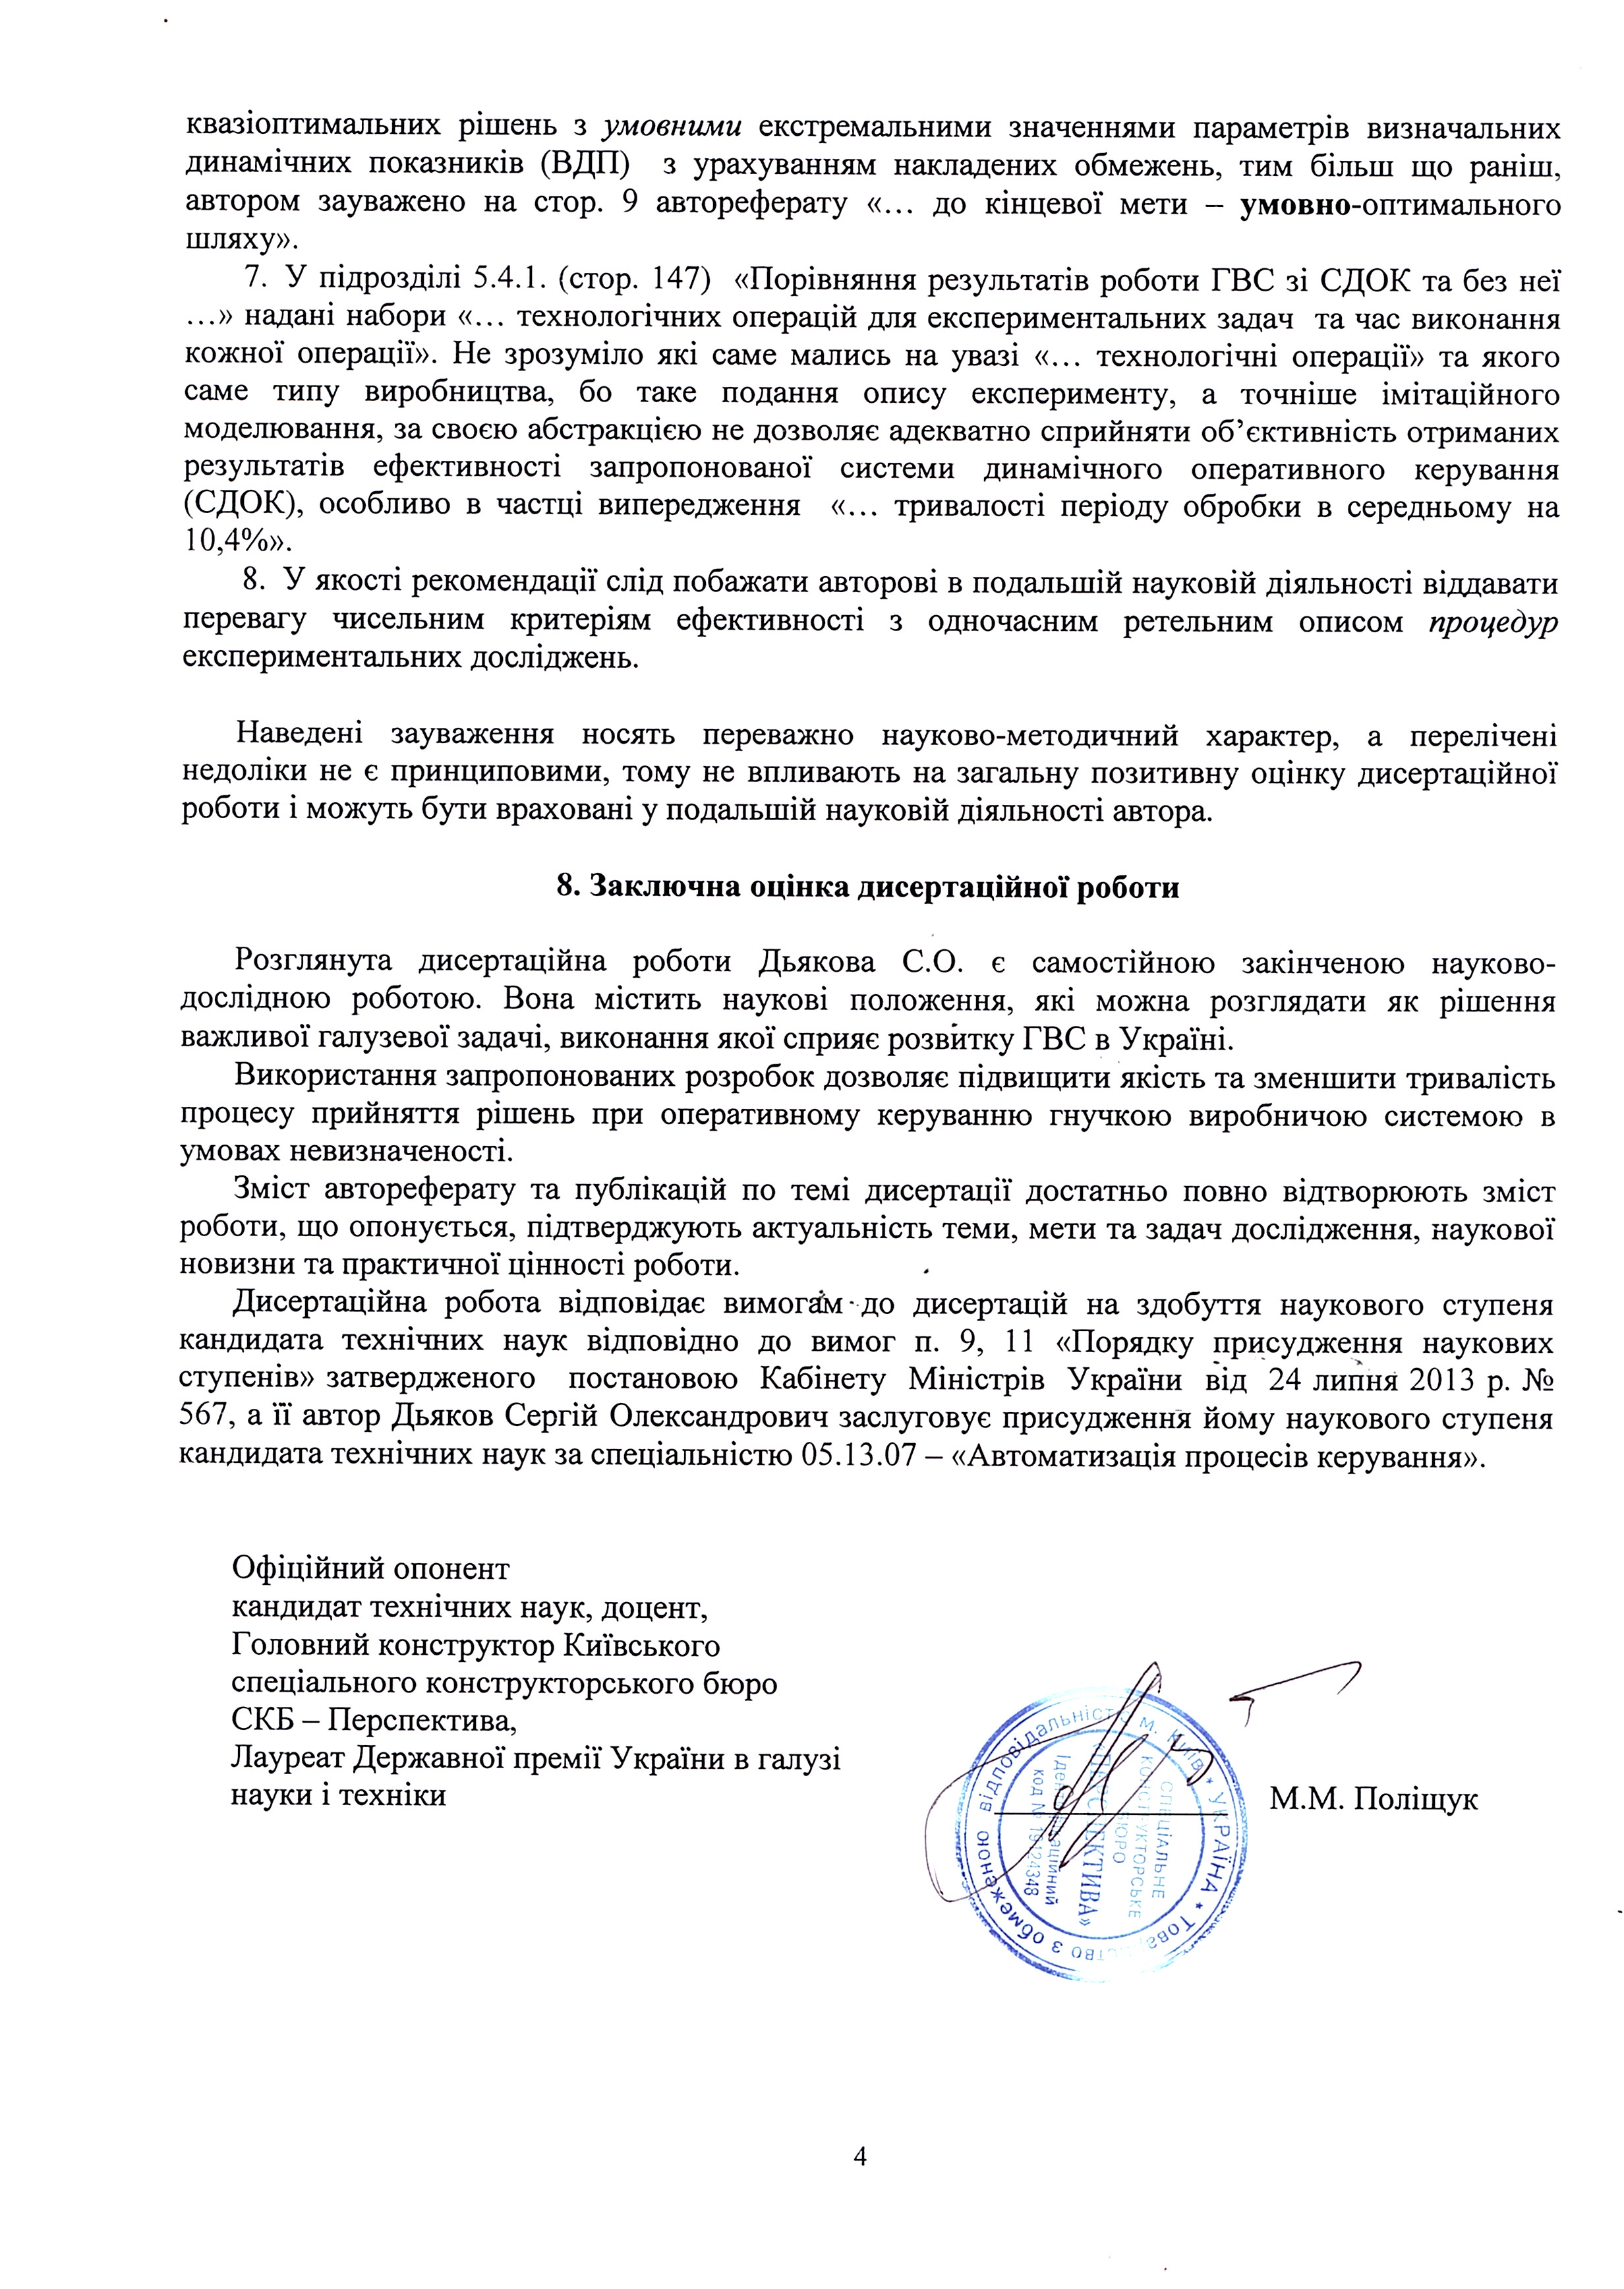 квазіоптимальних рішень з умовними екстремальними значеннями параметрів визначальних
динамічних показників (ВДП) з урахуванням накладених обмежень, тим більш що раніш,
автором зауважено на стор. 9 автореферату «… до кінцевої мети – умовно-оптимального
шляху».
7. У підрозділі 5.4.1. (стор. 147) «Порівняння результатів роботи ГВС зі СДОК та без неї
…» надані набори «… технологічних операцій для експериментальних задач та час виконання
кожної операції». Не зрозуміло які саме мались на увазі «… технологічні операції» та якого
саме типу виробництва, бо таке подання опису експерименту, а точніше імітаційного
моделювання, за своєю абстракцією не дозволяє адекватно сприйняти об’єктивність отриманих
результатів ефективності запропонованої системи динамічного оперативного керування
(СДОК), особливо в частці випередження «… тривалості періоду обробки в середньому на
10,4%».
8. У якості рекомендації слід побажати авторові в подальшій науковій діяльності віддавати
перевагу чисельним критеріям ефективності з одночасним ретельним описом процедур
експериментальних досліджень.
Наведені зауваження носять переважно науково-методичний характер, а перелічені
недоліки не є принциповими, тому не впливають на загальну позитивну оцінку дисертаційної
роботи і можуть бути враховані у подальшій науковій діяльності автора.
8. Заключна оцінка дисертаційної роботи
Розглянута дисертаційна роботи Дьякова С.О. є самостійною закінченою науково-
дослідною роботою. Вона містить наукові положення, які можна розглядати як рішення
важливої галузевої задачі, виконання якої сприяє розвитку ГВС в Україні.
Використання запропонованих розробок дозволяє підвищити якість та зменшити тривалість
процесу прийняття рішень при оперативному керуванню гнучкою виробничою системою в
умовах невизначеності.
Зміст автореферату та публікацій по темі дисертації достатньо повно відтворюють зміст
роботи, що опонується, підтверджують актуальність теми, мети та задач дослідження, наукової
новизни та практичної цінності роботи.
Дисертаційна робота відповідає вимогам до дисертацій на здобуття наукового ступеня
кандидата технічних наук відповідно до вимог п. 9, 11 «Порядку присудження наукових
ступенів» затвердженого постановою Кабінету Міністрів України від 24 липня 2013 р. №
567, а її автор Дьяков Сергій Олександрович заслуговує присудження йому наукового ступеня
кандидата технічних наук за спеціальністю 05.13.07 – «Автоматизація процесів керування».
Офіційний опонент
кандидат технічних наук, доцент,
Головний конструктор Київського
спеціального конструкторського бюро
СКБ – Перспектива,
Лауреат Державної премії України в галузі
науки і техніки
М.М. Поліщук
м. Київ * УКРАЇНА * Товариство з обмеженою відповідальністю
СПЕЦІАЛЬНЕ
КОНСТРУКТОРСЬКЕ
БЮРО
«ПЕРСПЕКТИВА»
Ідентифікаційний
код №
4